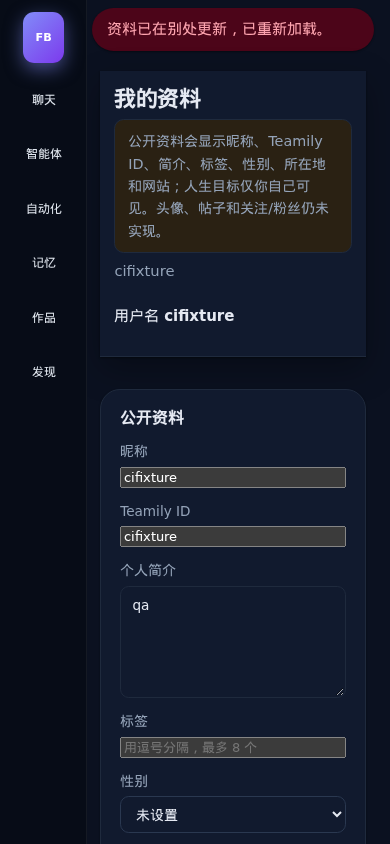 资料已在别处更新，已重新加载。
FB
聊天
智能体
自动化
记忆
作品
发现
我的资料
公开资料会显示昵称、Teamily
ID、简介、标签、性别、所在地
和网站；人生目标仅你自己可
见。头像、帖子和关注/粉丝仍未
实现。
cifixture
用户名 cifixture
公开资料
昵称
cifixture
Teamily ID
cifixture
个人简介
qa
标签
用逗号分隔，最多 8 个
性别
未设置